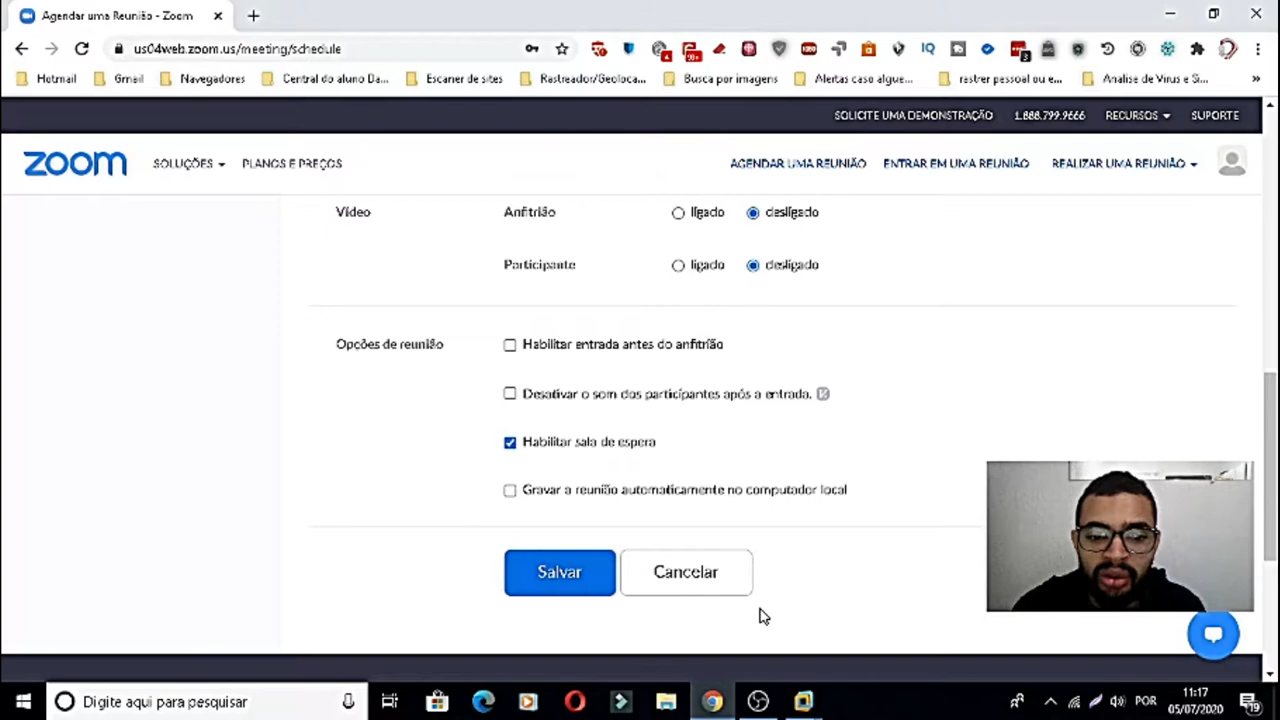 Agendar uma Reunião - Zoom
us04web.zoom.us/meeting/schedule
Hotmail Gmail Navegadores Central do aluno Da... Escaner de sites Rastreador/Geoloca... Busca por imagens Alertas caso algue... rastrer pessoal ou e... Analise de Virus e Si...
SOLICITE UMA DEMONSTRAÇÃO 1.888.799.9666 RECURSOS SUPORTE
zoom SOLUÇÕES PLANOS E PREÇOS AGENDAR UMA REUNIÃO ENTRAR EM UMA REUNIÃO REALIZAR UMA REUNIÃO
Vídeo Anfitrião ligado desligado
Participante ligado desligado
Opções de reunião Habilitar entrada antes do anfitrião
Desativar o som dos participantes após a entrada.
Habilitar sala de espera
Gravar a reunião automaticamente no computador local
Salvar Cancelar
Digite aqui para pesquisar POR 11:17
05/07/2020 19